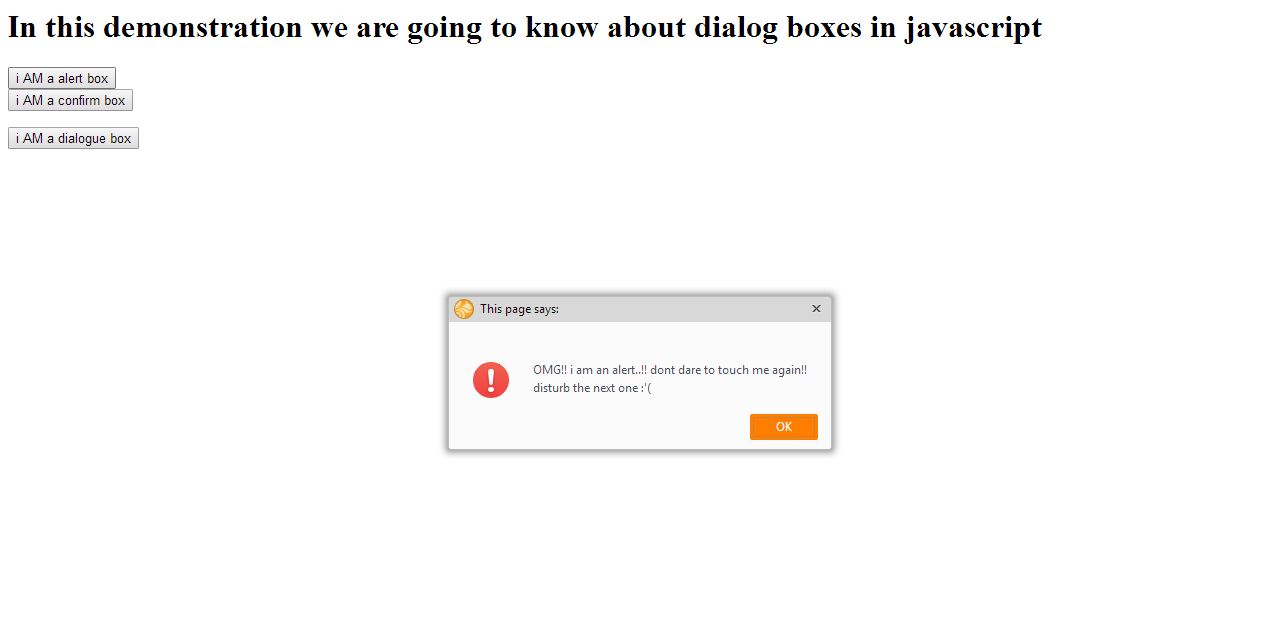 In this demonstration we are going to know about dialog boxes in javascript
i AM a alert box
i AM a confirm box
i AM a dialogue box
This page says:
OMG!! i am an alert..!! dont dare to touch me again!!
disturb the next one :'(
OK